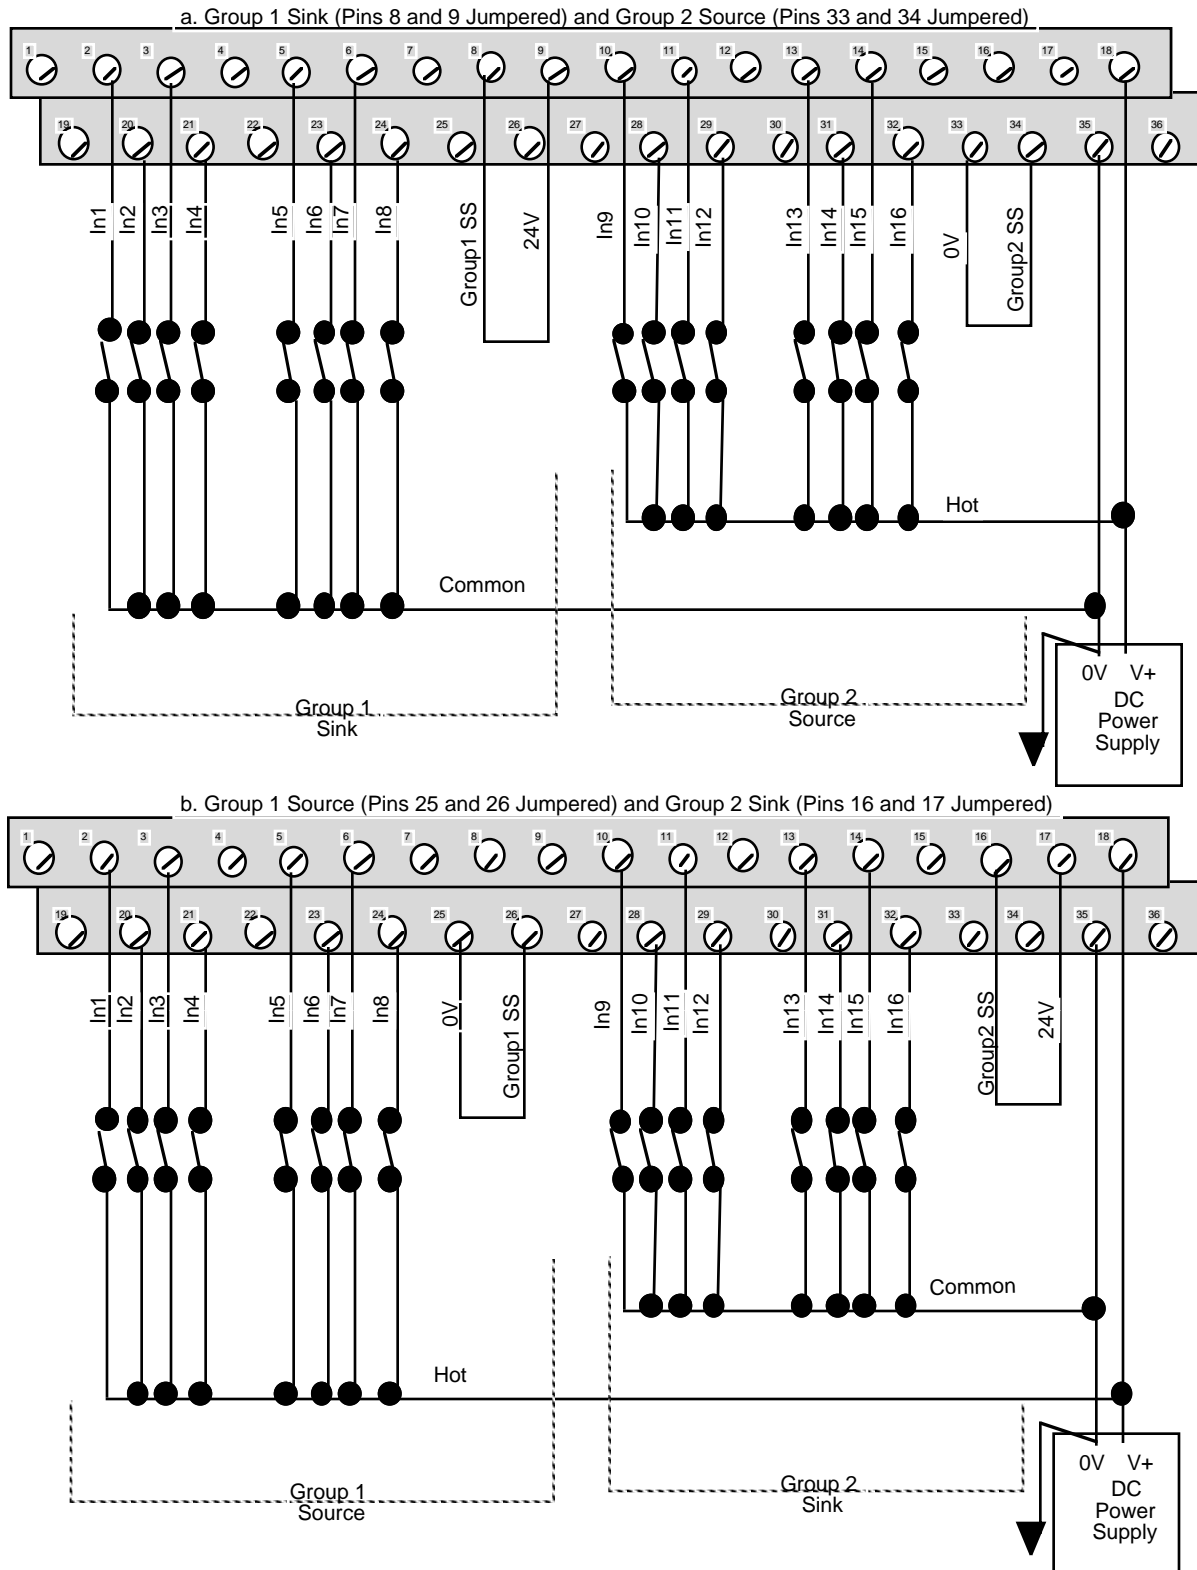 a. Group 1 Sink (Pins 8 and 9 Jumpered) and Group 2 Source (Pins 33 and 34 Jumpered)
1 2 3 4 5 6 7 8 9 10 11 12 13 14 15 16 17 18
19 20 21 22 23 24 25 26 27 28 29 30 31 32 33 34 35 36
In1 In2 In3 In4 In5 In6 In7 In8 Group1 SS 24V In9 In10 In11 In12 In13 In14 In15 In16 0V Group2 SS
Hot
Common
0V V+
DC
Power
Supply
Group 1
Sink
Group 2
Source
b. Group 1 Source (Pins 25 and 26 Jumpered) and Group 2 Sink (Pins 16 and 17 Jumpered)
1 2 3 4 5 6 7 8 9 10 11 12 13 14 15 16 17 18
19 20 21 22 23 24 25 26 27 28 29 30 31 32 33 34 35 36
In1 In2 In3 In4 In5 In6 In7 In8 0V Group1 SS In9 In10 In11 In12 In13 In14 In15 In16 Group2 SS 24V
Common
Hot
0V V+
DC
Power
Supply
Group 1
Source
Group 2
Sink